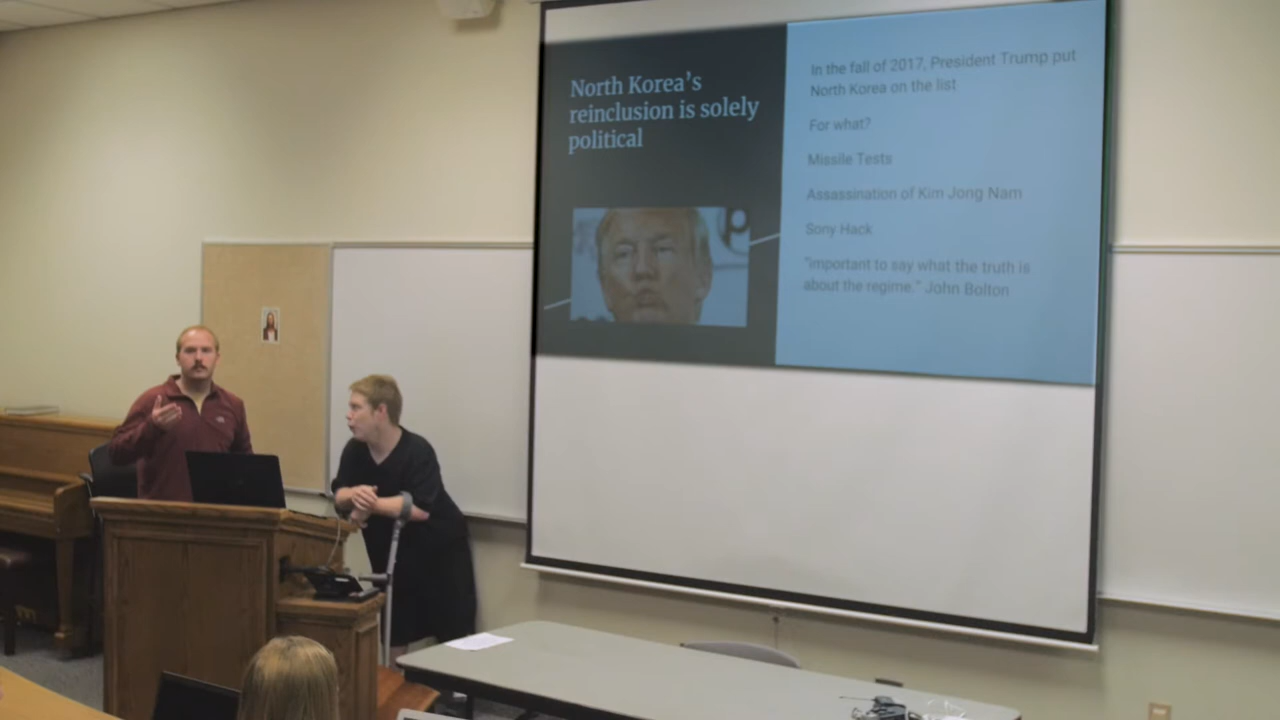 North Korea's
reinclusion is solely
political
In the fall of 2017, President Trump put
North Korea on the list
For what?
Missile Tests
Assassination of Kim Jong Nam
Sony Hack
"important to say what the truth is
about the regime." John Bolton